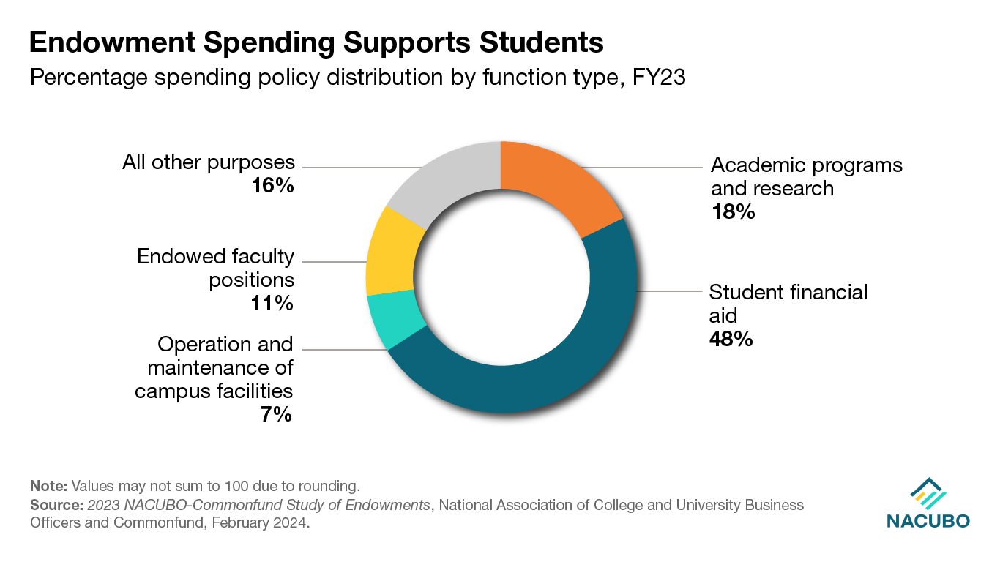 Endowment Spending Supports Students
Percentage spending policy distribution by function type, FY23
All other purposes
16%
Academic programs
and research
18%
Endowed faculty
positions
11%
Student financial
aid
48%
Operation and
maintenance of
campus facilities
7%
Note: Values may not sum to 100 due to rounding.
Source: 2023 NACUBO-Commonfund Study of Endowments, National Association of College and University Business
Officers and Commonfund, February 2024.
NACUBO